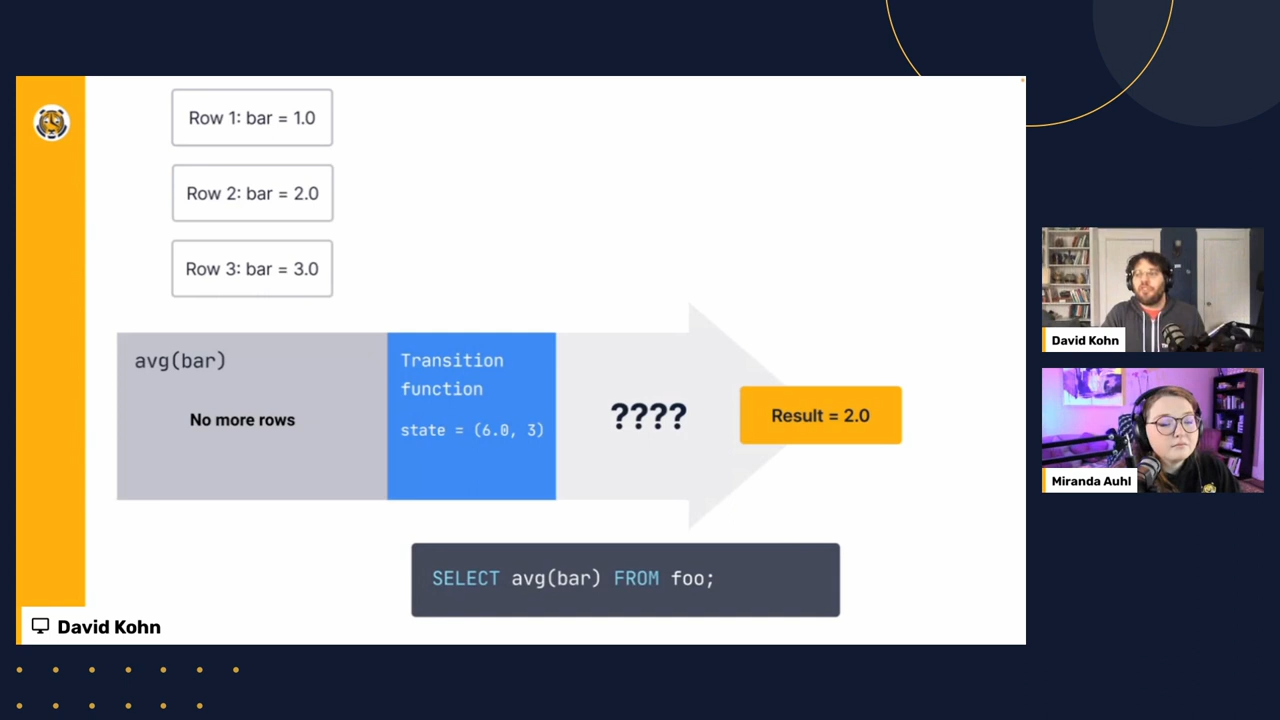 Row 1: bar = 1.0
Row 2: bar = 2.0
Row 3: bar = 3.0
avg(bar)
No more rows
Transition
function
state = (6.0, 3)
????
Result = 2.0
SELECT avg(bar) FROM foo;
David Kohn
David Kohn
Miranda Auhl